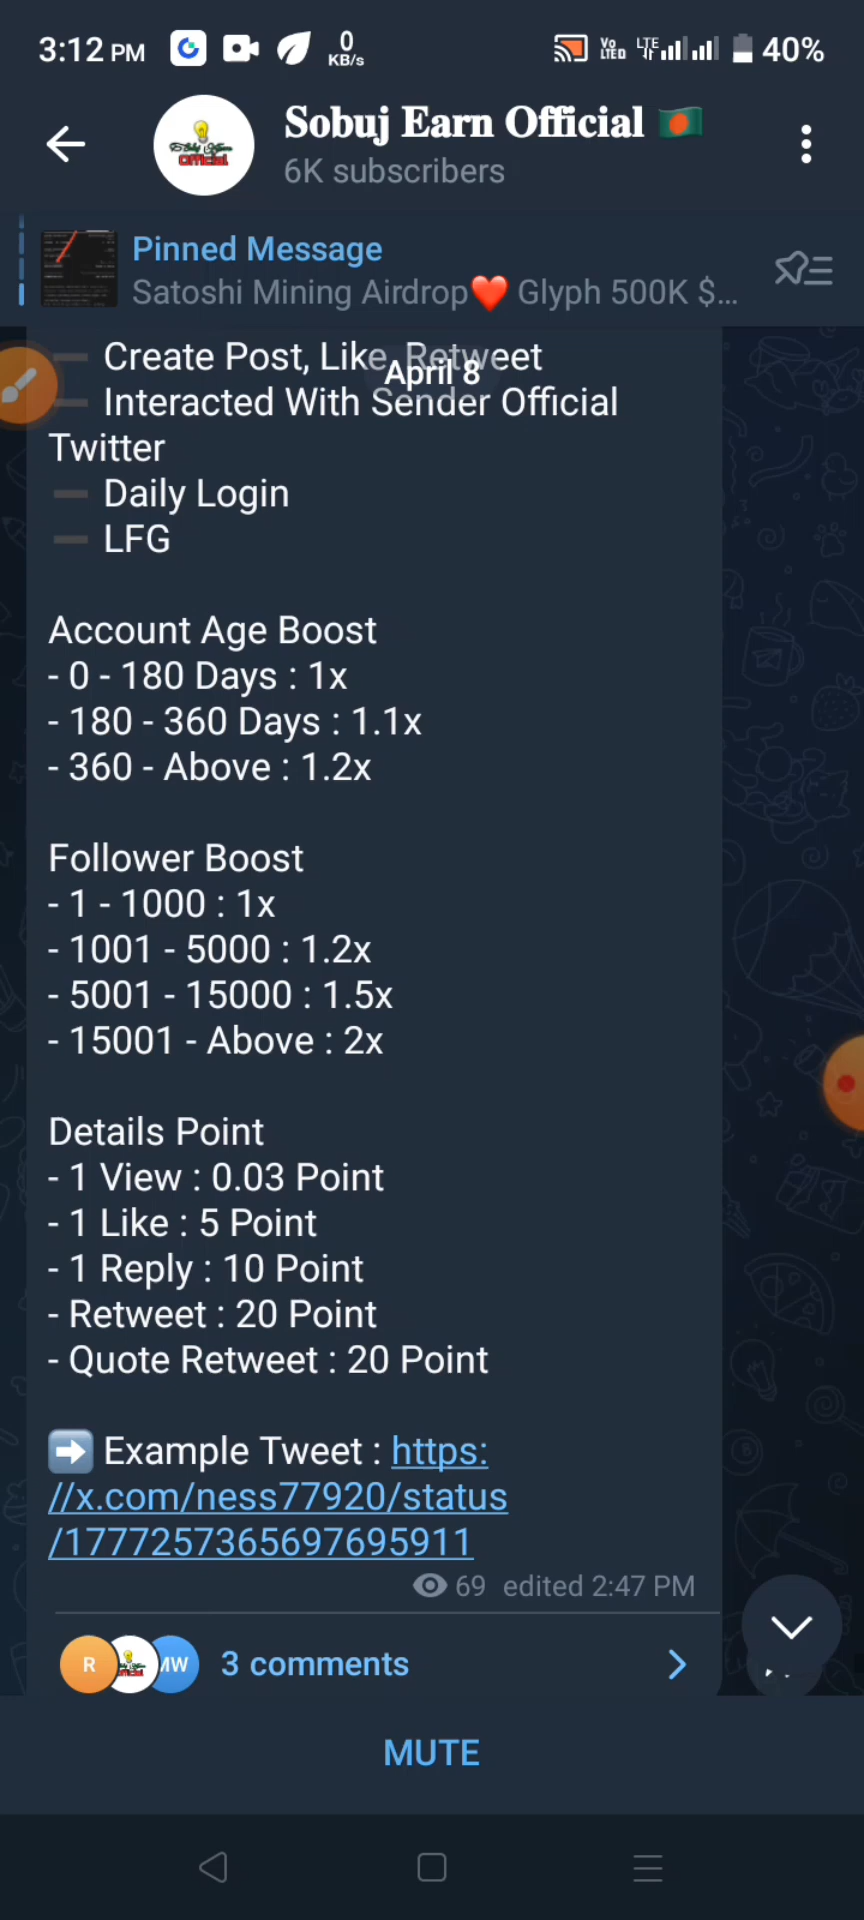 3:12 PM
0
KB/s
Vo
LTED
LTE
40%
Sobuj Earn Official
6K subscribers
Official
Pinned Message
Satoshi Mining Airdrop❤️ Glyph 500K $...
— Create Post, Like, Retweet
April 8
— Interacted With Sender Official
Twitter
— Daily Login
— LFG
Account Age Boost
- 0 - 180 Days : 1x
- 180 - 360 Days : 1.1x
- 360 - Above : 1.2x
Follower Boost
- 1 - 1000 : 1x
- 1001 - 5000 : 1.2x
- 5001 - 15000 : 1.5x
- 15001 - Above : 2x
Details Point
- 1 View : 0.03 Point
- 1 Like : 5 Point
- 1 Reply : 10 Point
- Retweet : 20 Point
- Quote Retweet : 20 Point
➡️ Example Tweet : https:
//x.com/ness77920/status
/1777257365697695911
69 edited 2:47 PM
R
MW
3 comments
MUTE